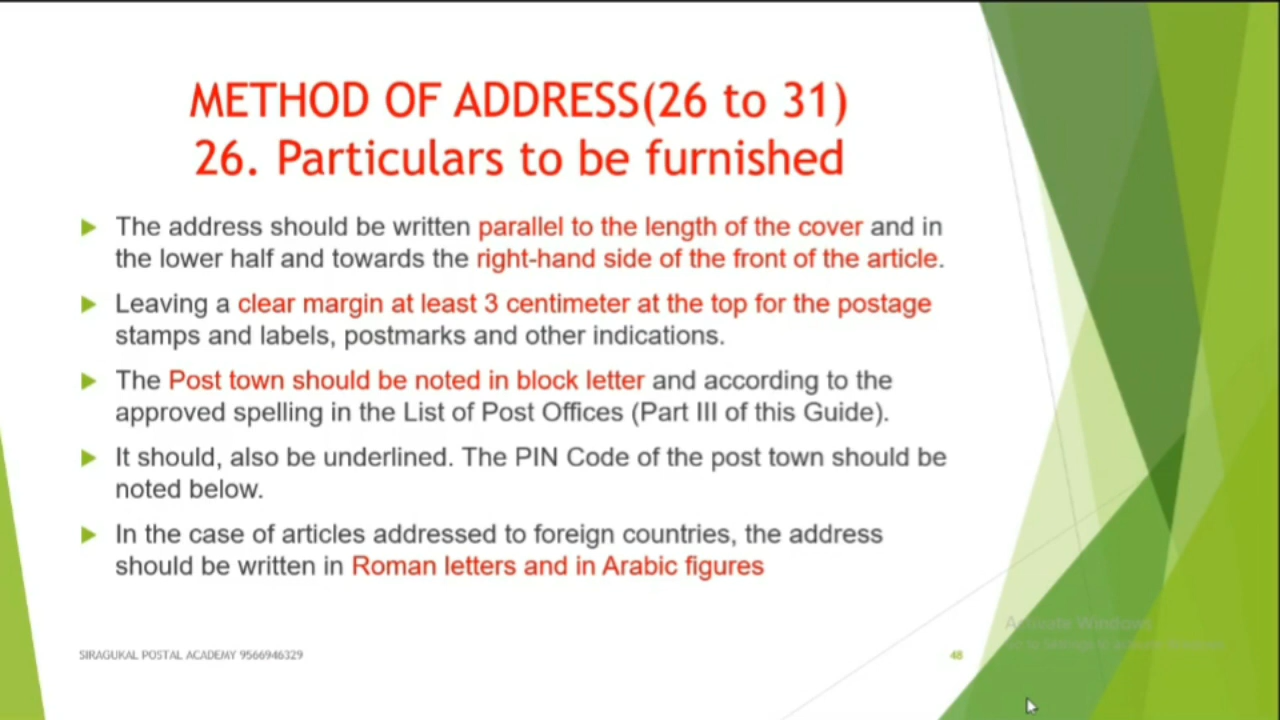 METHOD OF ADDRESS(26 to 31)
26. Particulars to be furnished
The address should be written parallel to the length of the cover and in
the lower half and towards the right-hand side of the front of the article.
Leaving a clear margin at least 3 centimeter at the top for the postage
stamps and labels, postmarks and other indications.
The Post town should be noted in block letter and according to the
approved spelling in the List of Post Offices (Part III of this Guide).
It should, also be underlined. The PIN Code of the post town should be
noted below.
In the case of articles addressed to foreign countries, the address
should be written in Roman letters and in Arabic figures
SIRAGUKAL POSTAL ACADEMY 9566946329
48
Activate Windows